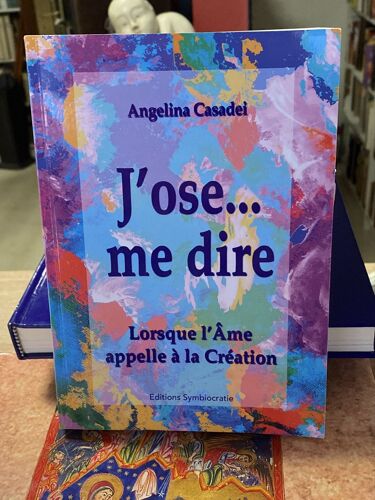 Angelina Casadei
J'ose...
me dire
Lorsque l'Âme
appelle à la Création
Editions Symbiocratie